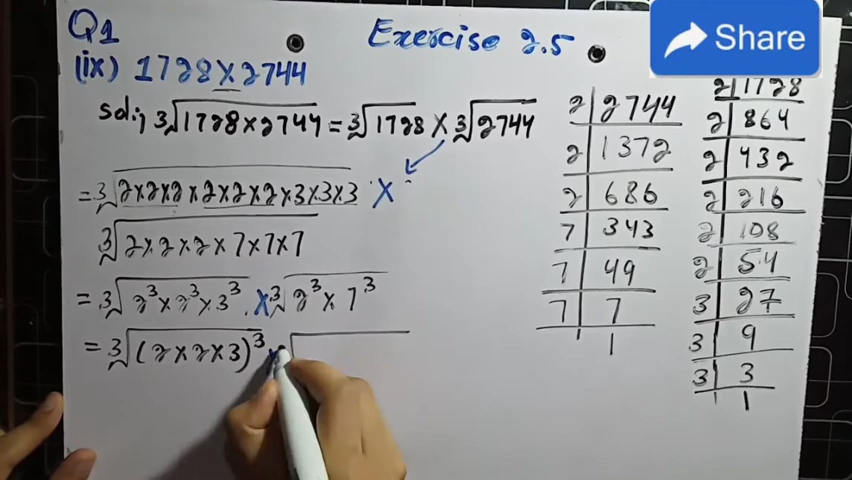 Q1
Exercise 2.5
Share
(ix) 1728×2744
sol:, ∛1728×2744 = ∛1728 × ∛2744
= ∛2×2×2×2×2×2×3×3×3 ×
∛2×2×2×7×7×7
= ∛2³×2³×3³ × ∛2³×7³
= ∛(2×2×3)³ ×
2 | 2744
2 | 1372
2 | 686
7 | 343
7 | 49
7 | 7
1
2 | 1728
2 | 864
2 | 432
2 | 216
2 | 108
2 | 54
3 | 27
3 | 9
3 | 3
1